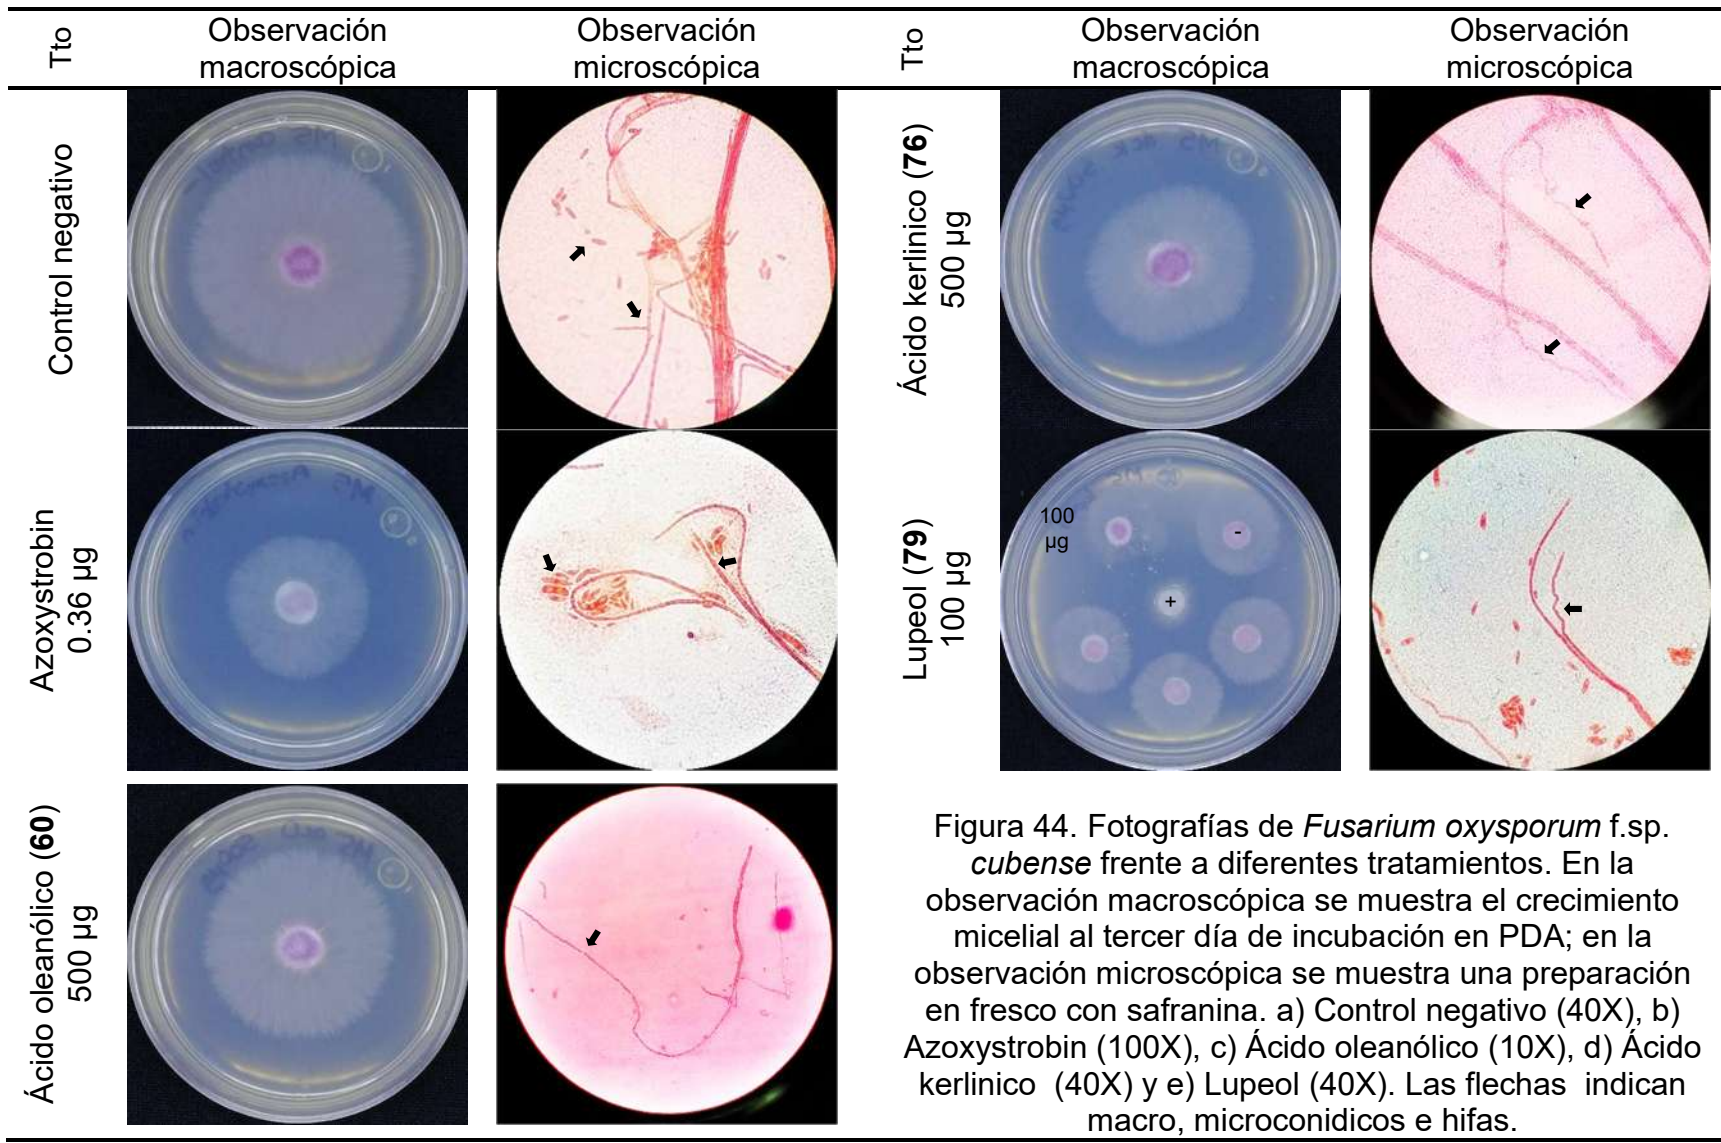 Tto
Observación
macroscópica
Observación
microscópica
Tto
Observación
macroscópica
Observación
microscópica
Control negativo
Ácido kerlinico (76)
500 µg
Azoxystrobin
0.36 µg
Lupeol (79)
100 µg
100
µg
-
+
Ácido oleanólico (60)
500 µg
Figura 44. Fotografías de Fusarium oxysporum f.sp.
cubense frente a diferentes tratamientos. En la
observación macroscópica se muestra el crecimiento
micelial al tercer día de incubación en PDA; en la
observación microscópica se muestra una preparación
en fresco con safranina. a) Control negativo (40X), b)
Azoxystrobin (100X), c) Ácido oleanólico (10X), d) Ácido
kerlinico (40X) y e) Lupeol (40X). Las flechas indican
macro, microconidicos e hifas.